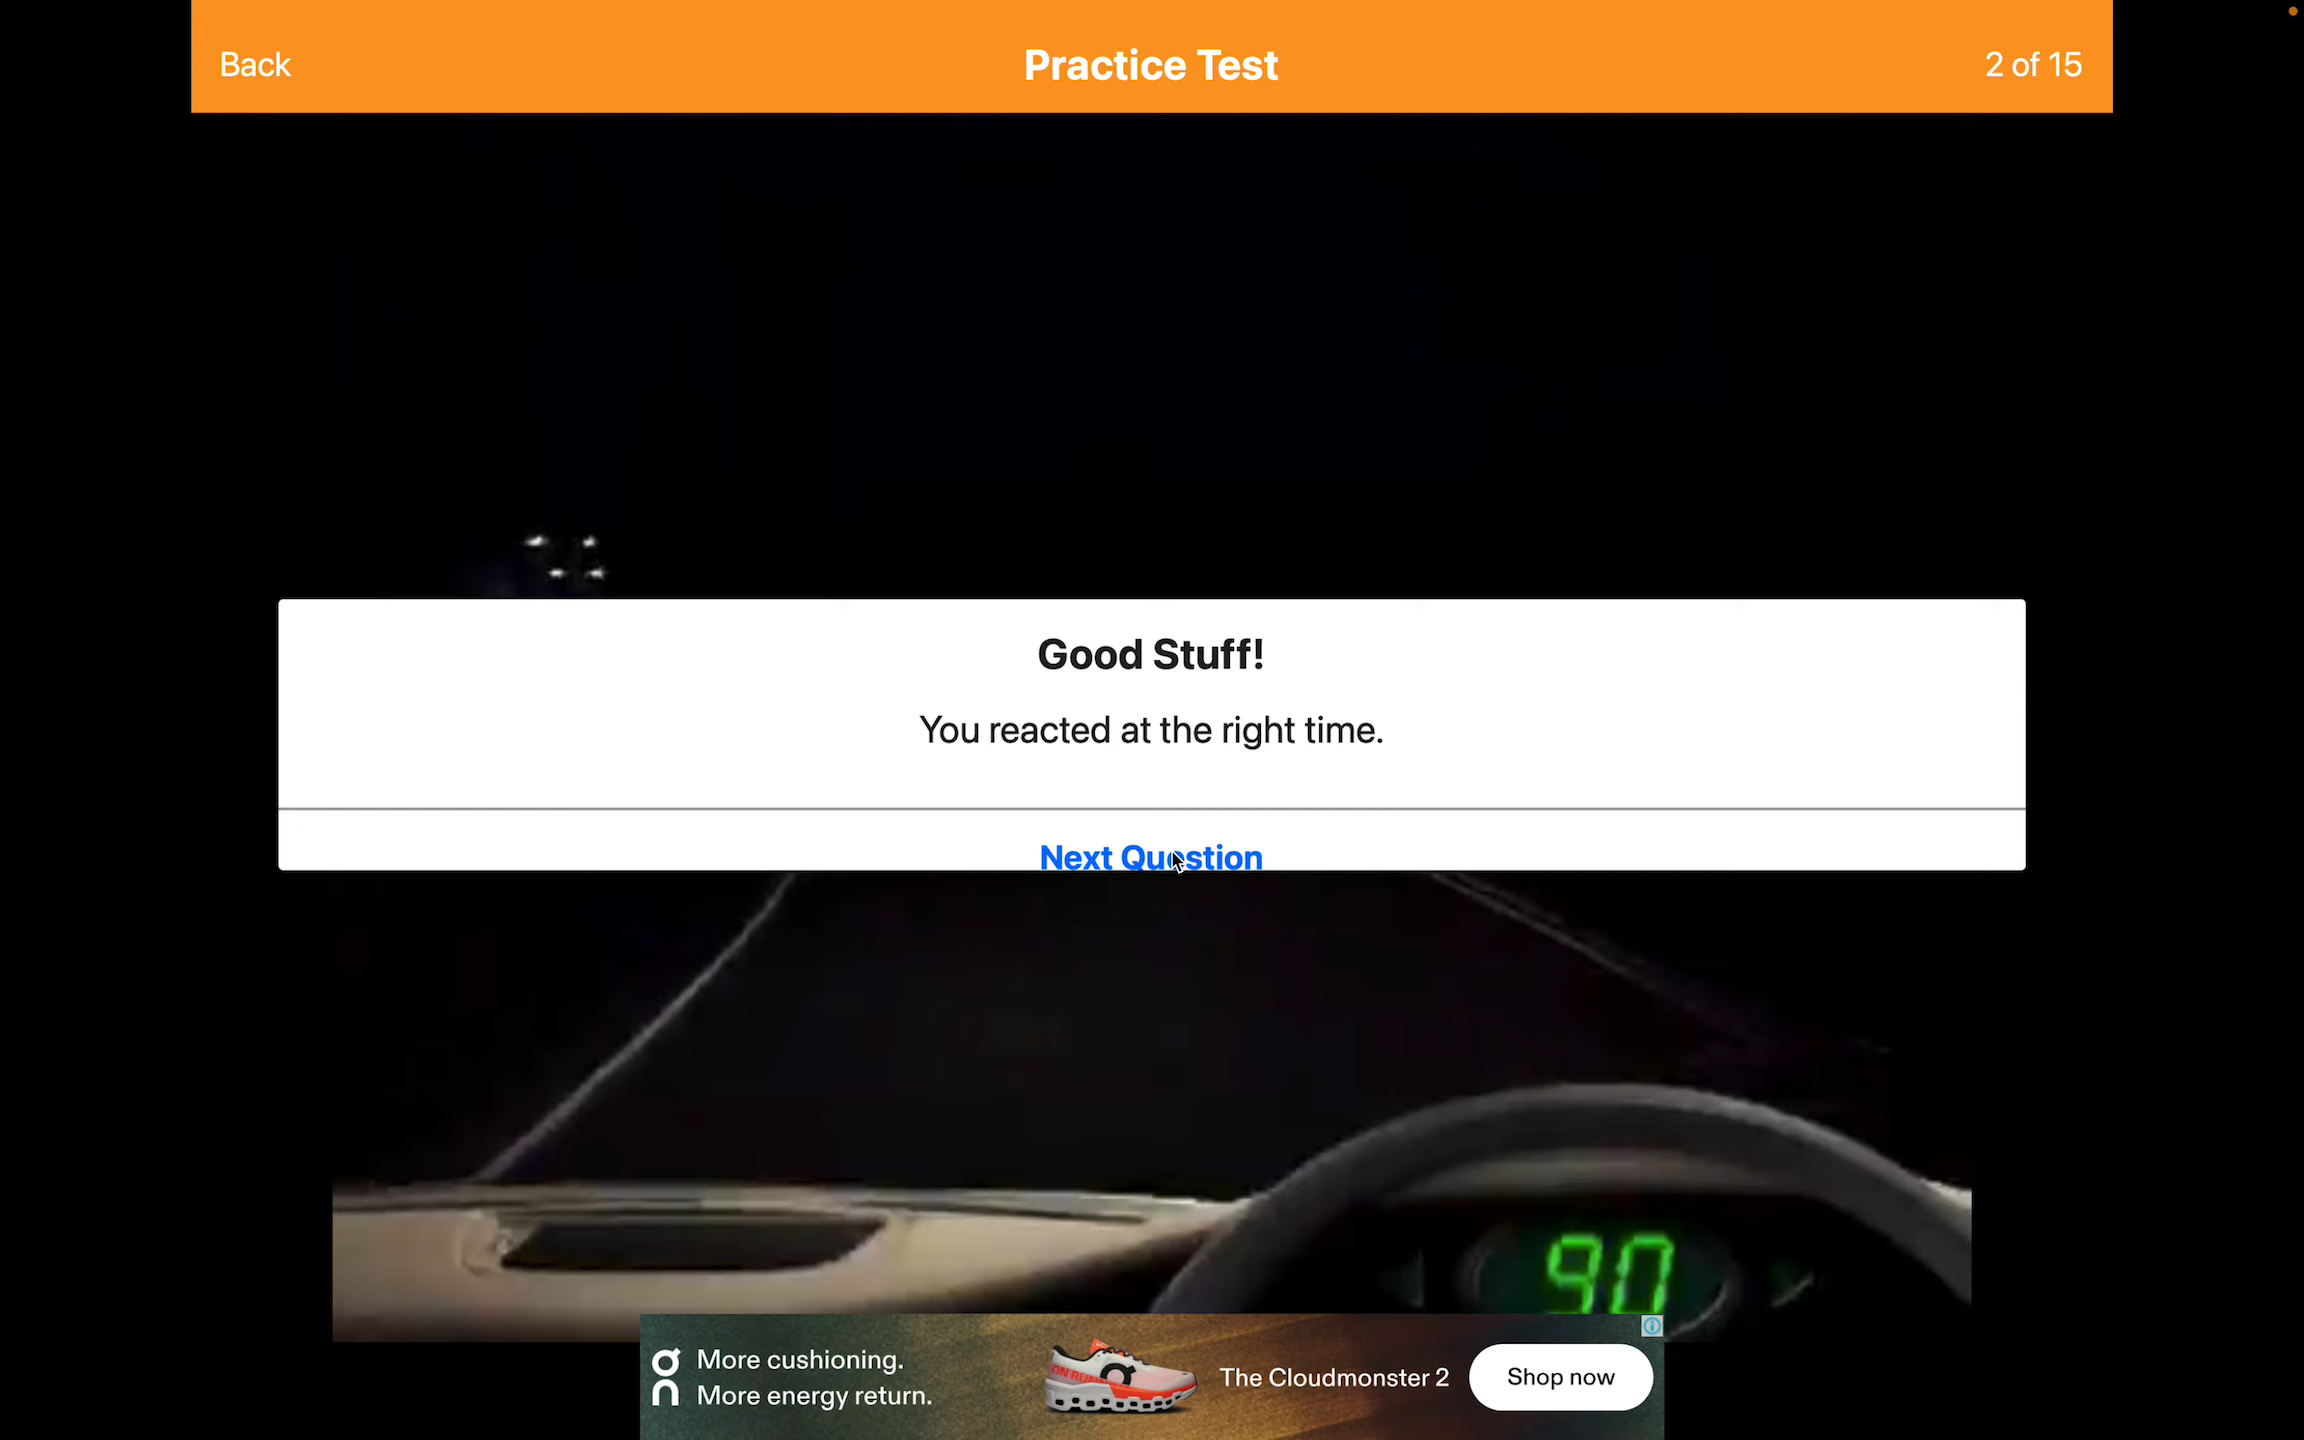 Back
Practice Test
2 of 15
Good Stuff!
You reacted at the right time.
Next Question
90
More cushioning.
More energy return.
The Cloudmonster 2
Shop now